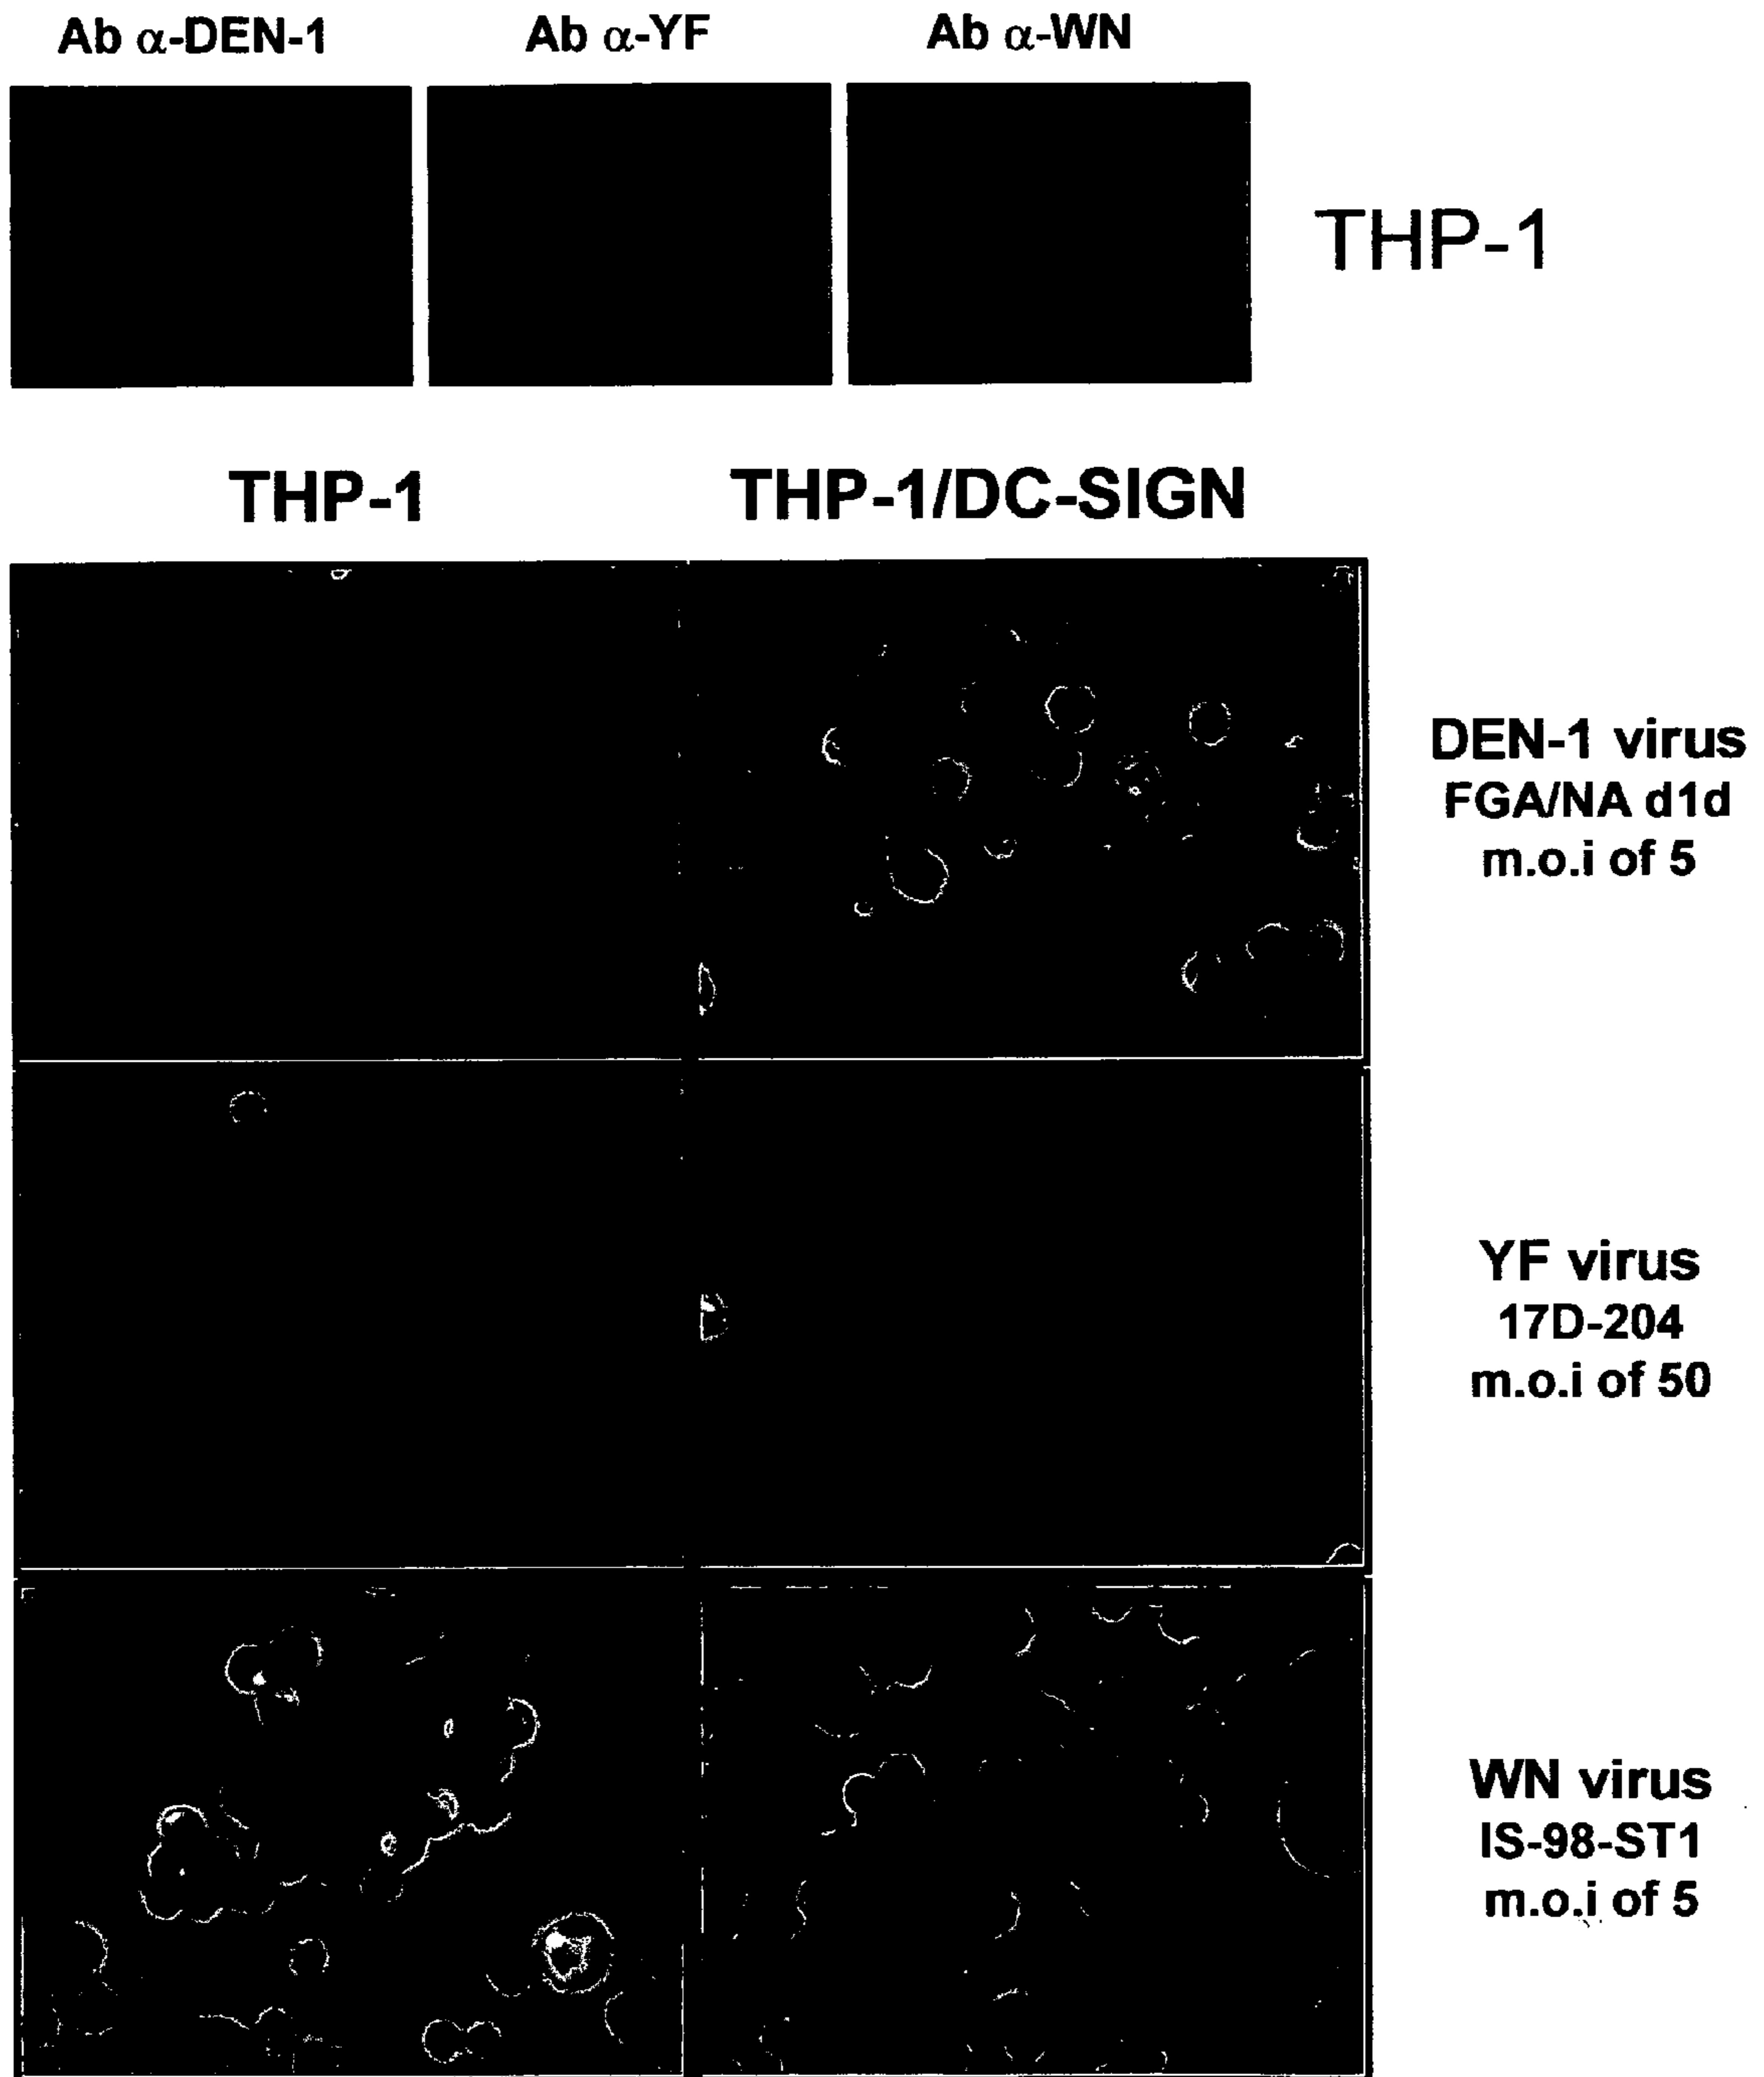 Ab α-DEN-1 Ab α-YF Ab α-WN
THP-1
THP-1 THP-1/DC-SIGN
DEN-1 virus
FGA/NA d1d
m.o.i of 5
YF virus
17D-204
m.o.i of 50
WN virus
IS-98-ST1
m.o.i of 5